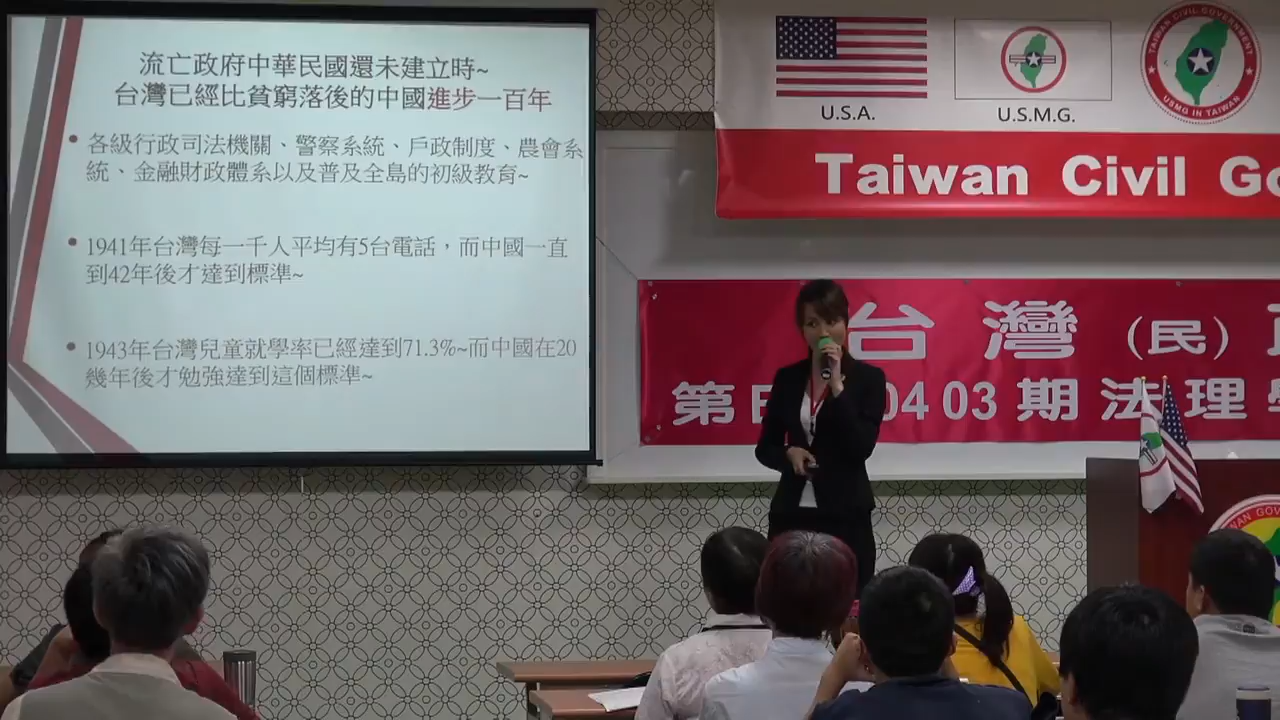 流亡政府中華民國還未建立時~
台灣已經比貧窮落後的中國進步一百年
• 各級行政司法機關、警察系統、戶政制度、農會系
統、金融財政體系以及普及全島的初級教育~
• 1941年台灣每一千人平均有5台電話，而中國一直
到42年後才達到標準~
• 1943年台灣兒童就學率已經達到71.3%~而中國在20
幾年後才勉強達到這個標準~
U.S.A.
U.S.M.G.
TAIWAN CIVIL GOVERNMENT
USMG IN TAIWAN
Taiwan Civil Go
台灣（民）
第 04 03 期 法 理